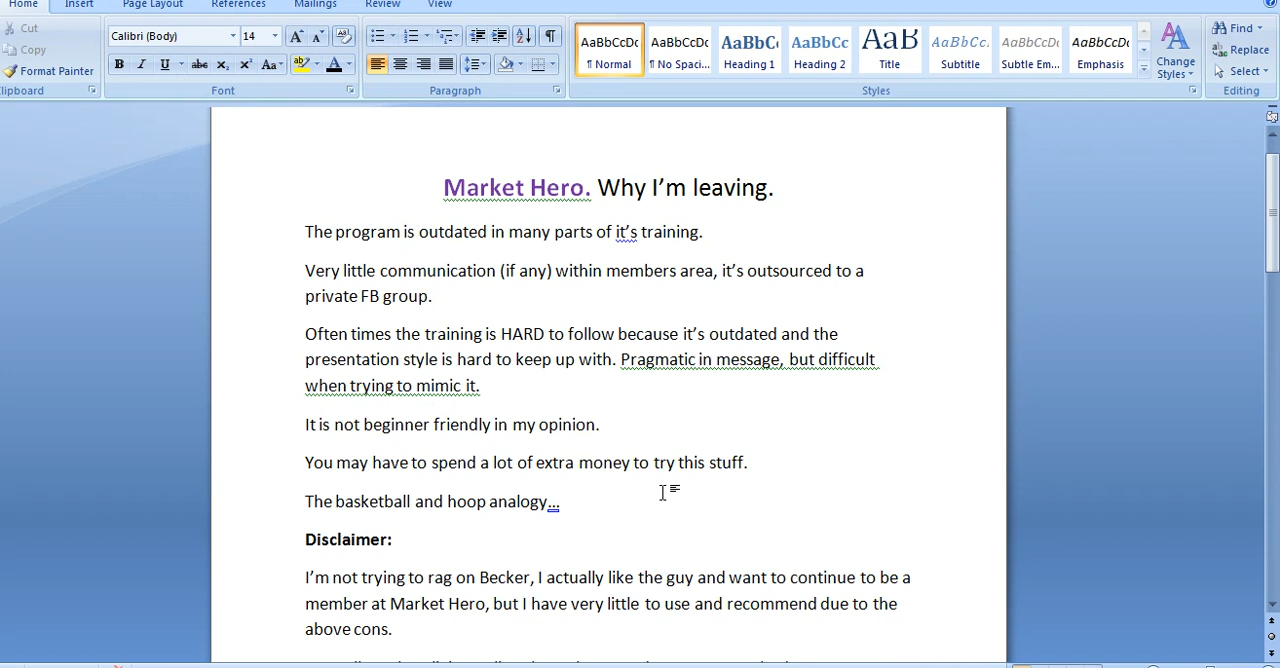 Home Insert Page Layout References Mailings Review View
Cut
Copy
Format Painter
lipboard
Calibri (Body) 14
B I U abc X₂ X² Aa
Font
Paragraph
AaBbCcDc AaBbCcDc AaBbCc AaBbCc AaB AaBbCc. AaBbCcDc AaBbCcDc
¶ Normal ¶ No Spaci... Heading 1 Heading 2 Title Subtitle Subtle Em... Emphasis
Styles
Change
Styles
Find
Replace
Select
Editing
Market Hero. Why I’m leaving.
The program is outdated in many parts of it’s training.
Very little communication (if any) within members area, it’s outsourced to a
private FB group.
Often times the training is HARD to follow because it’s outdated and the
presentation style is hard to keep up with. Pragmatic in message, but difficult
when trying to mimic it.
It is not beginner friendly in my opinion.
You may have to spend a lot of extra money to try this stuff.
The basketball and hoop analogy...
Disclaimer:
I’m not trying to rag on Becker, I actually like the guy and want to continue to be a
member at Market Hero, but I have very little to use and recommend due to the
above cons.